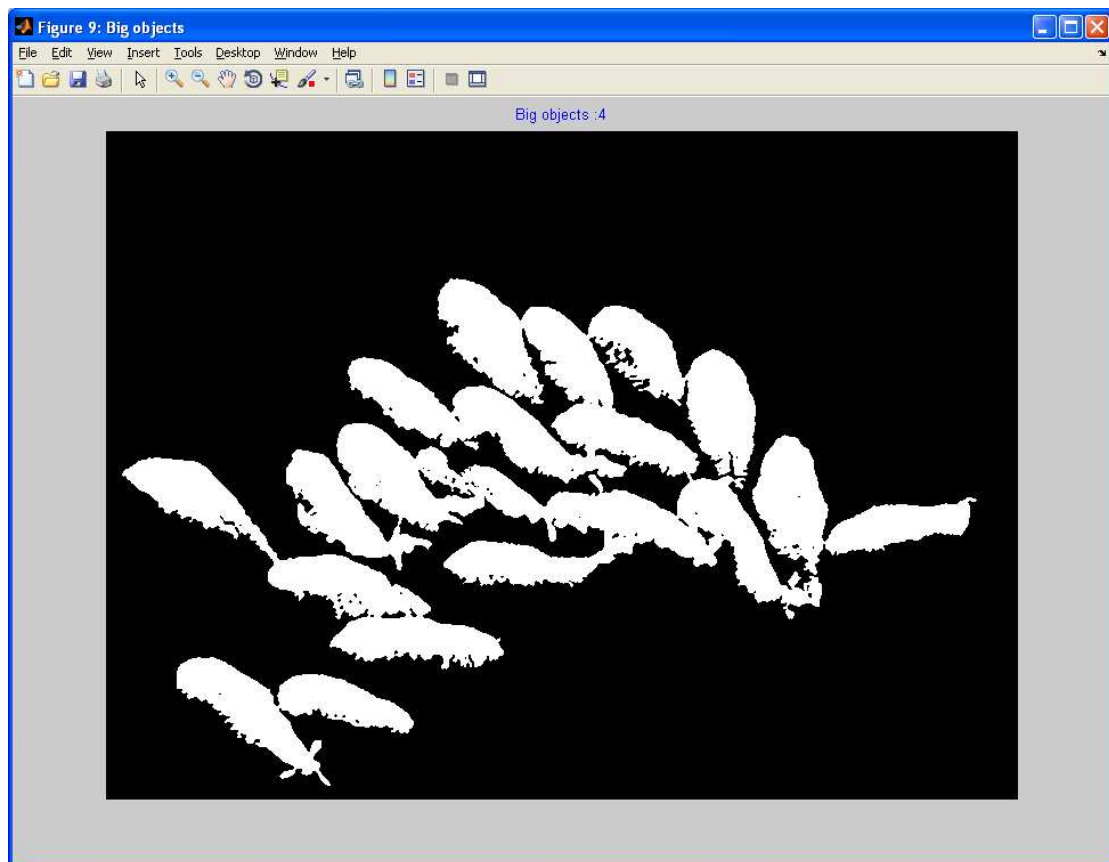 Figure 9: Big objects
File Edit View Insert Tools Desktop Window Help
Big objects :4